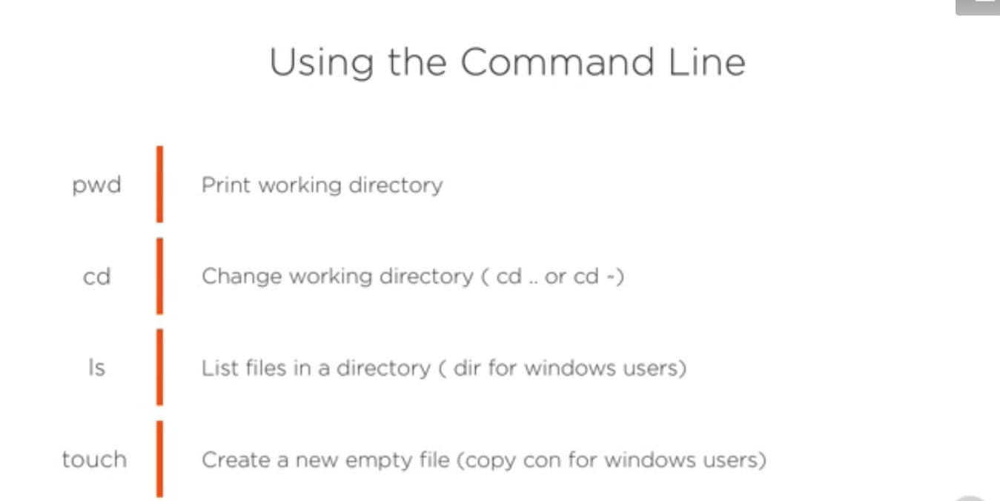 Using the Command Line
pwd
Print working directory
cd
Change working directory ( cd .. or cd ~)
ls
List files in a directory ( dir for windows users)
touch
Create a new empty file (copy con for windows users)